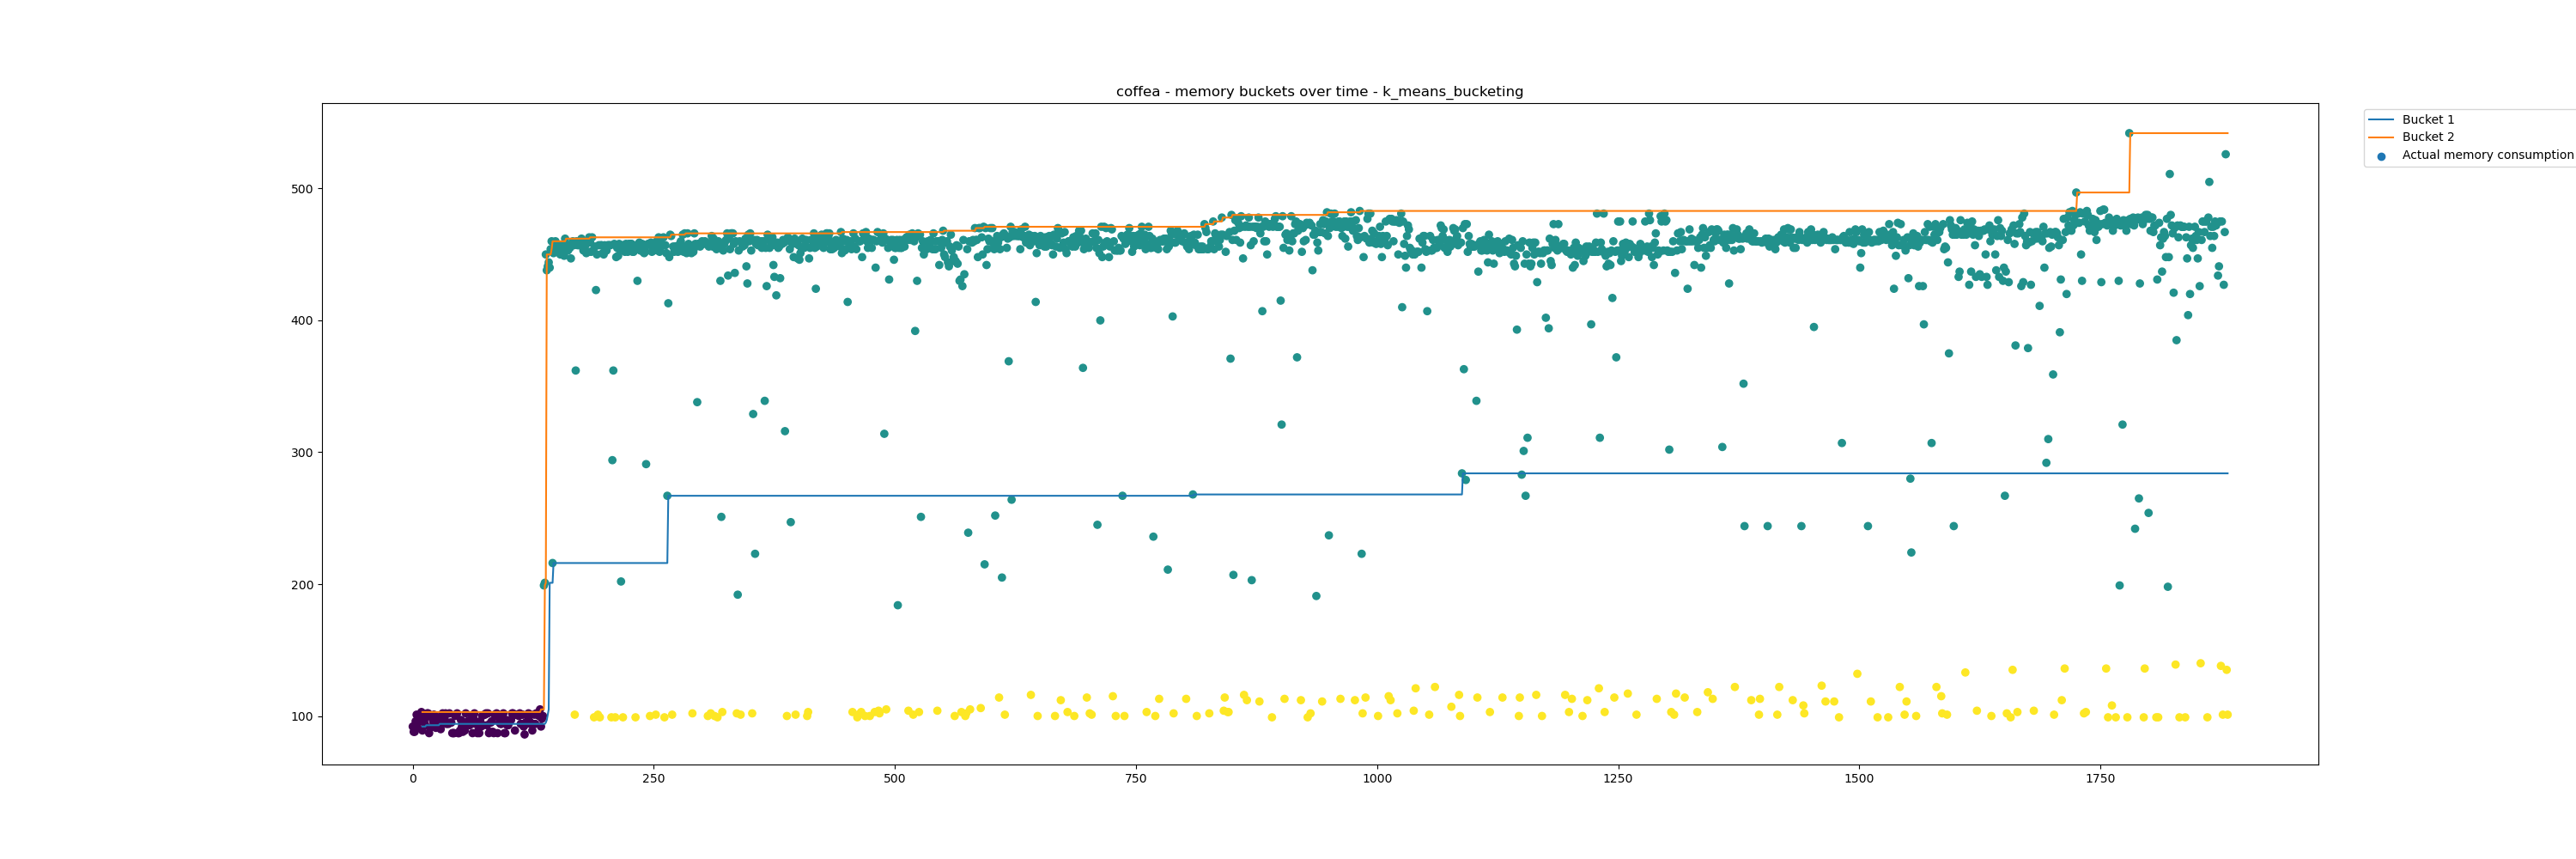 coffea - memory buckets over time - k_means_bucketing
Bucket 1
Bucket 2
Actual memory consumption
500
400
300
200
100
0 250 500 750 1000 1250 1500 1750